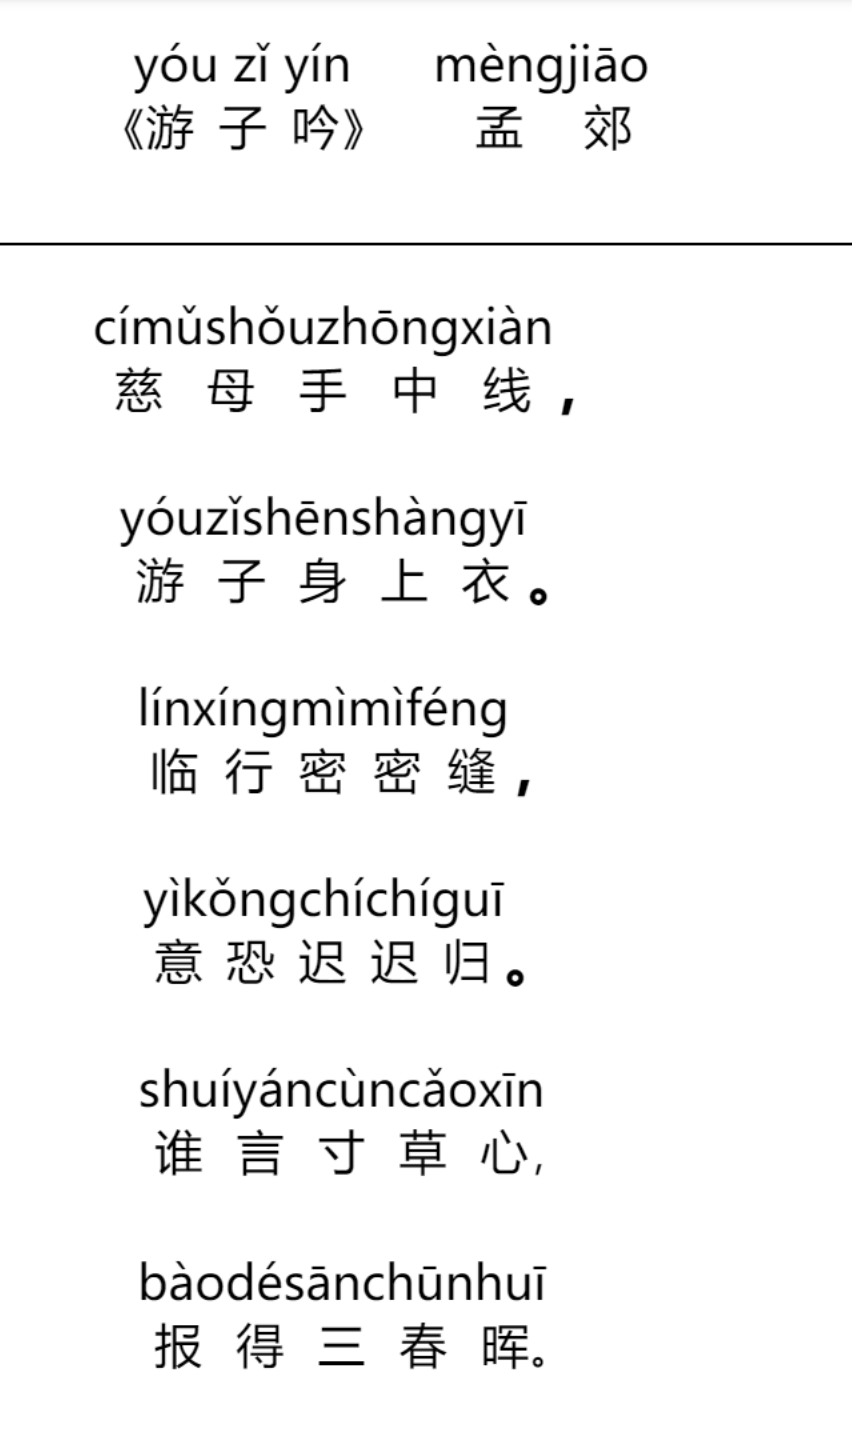 yóu zǐ yín mèngjiāo
《游子吟》 孟郊
címǔshǒuzhōngxiàn
慈母手中线，
yóuzǐshēnshàngyī
游子身上衣。
línxíngmìmìféng
临行密密缝，
yìkǒngchíchíguī
意恐迟迟归。
shuíyáncùncǎoxīn
谁言寸草心,
bàodésānchūnhuī
报得三春晖。